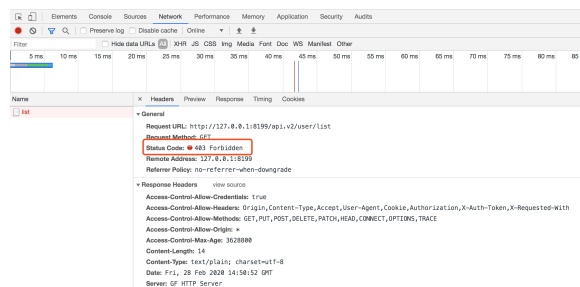 Elements Console Sources Network Performance Memory Application Security Audits
Preserve log Disable cache Online
Filter Hide data URLs All XHR JS CSS Img Media Font Doc WS Manifest Other
5 ms 10 ms 15 ms 20 ms 25 ms 30 ms 35 ms 40 ms 45 ms 50 ms 55 ms 60 ms 65 ms 70 ms 75 ms 80 ms 85
Name × Headers Preview Response Timing Cookies
list
General
Request URL: http://127.0.0.1:8199/api.v2/user/list
Request Method: GET
Status Code: 403 Forbidden
Remote Address: 127.0.0.1:8199
Referrer Policy: no-referrer-when-downgrade
Response Headers view source
Access-Control-Allow-Credentials: true
Access-Control-Allow-Headers: Origin,Content-Type,Accept,User-Agent,Cookie,Authorization,X-Auth-Token,X-Requested-With
Access-Control-Allow-Methods: GET,PUT,POST,DELETE,PATCH,HEAD,CONNECT,OPTIONS,TRACE
Access-Control-Allow-Origin: *
Access-Control-Max-Age: 3628800
Content-Length: 14
Content-Type: text/plain; charset=utf-8
Date: Fri, 28 Feb 2020 14:50:52 GMT
Server: GF HTTP Server